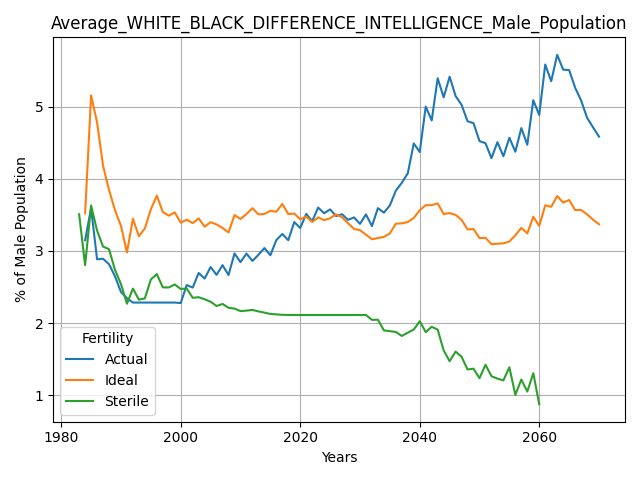 Average_WHITE_BLACK_DIFFERENCE_INTELLIGENCE_Male_Population
% of Male Population
5
4
3
2
1
Fertility
Actual
Ideal
Sterile
1980 2000 2020 2040 2060
Years